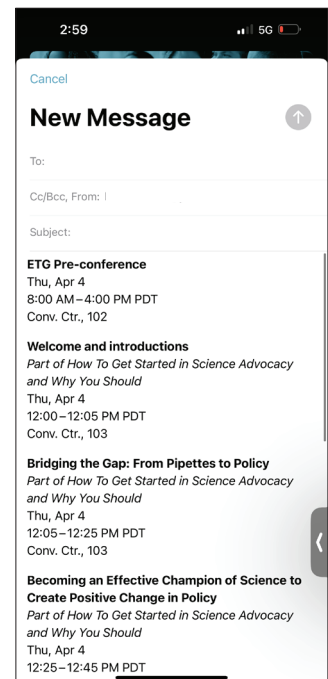 2:59
5G
Cancel
New Message
To:
Cc/Bcc, From:
Subject:
ETG Pre-conference
Thu, Apr 4
8:00 AM–4:00 PM PDT
Conv. Ctr., 102
Welcome and introductions
Part of How To Get Started in Science Advocacy
and Why You Should
Thu, Apr 4
12:00–12:05 PM PDT
Conv. Ctr., 103
Bridging the Gap: From Pipettes to Policy
Part of How To Get Started in Science Advocacy
and Why You Should
Thu, Apr 4
12:05–12:25 PM PDT
Conv. Ctr., 103
Becoming an Effective Champion of Science to
Create Positive Change in Policy
Part of How To Get Started in Science Advocacy
and Why You Should
Thu, Apr 4
12:25–12:45 PM PDT